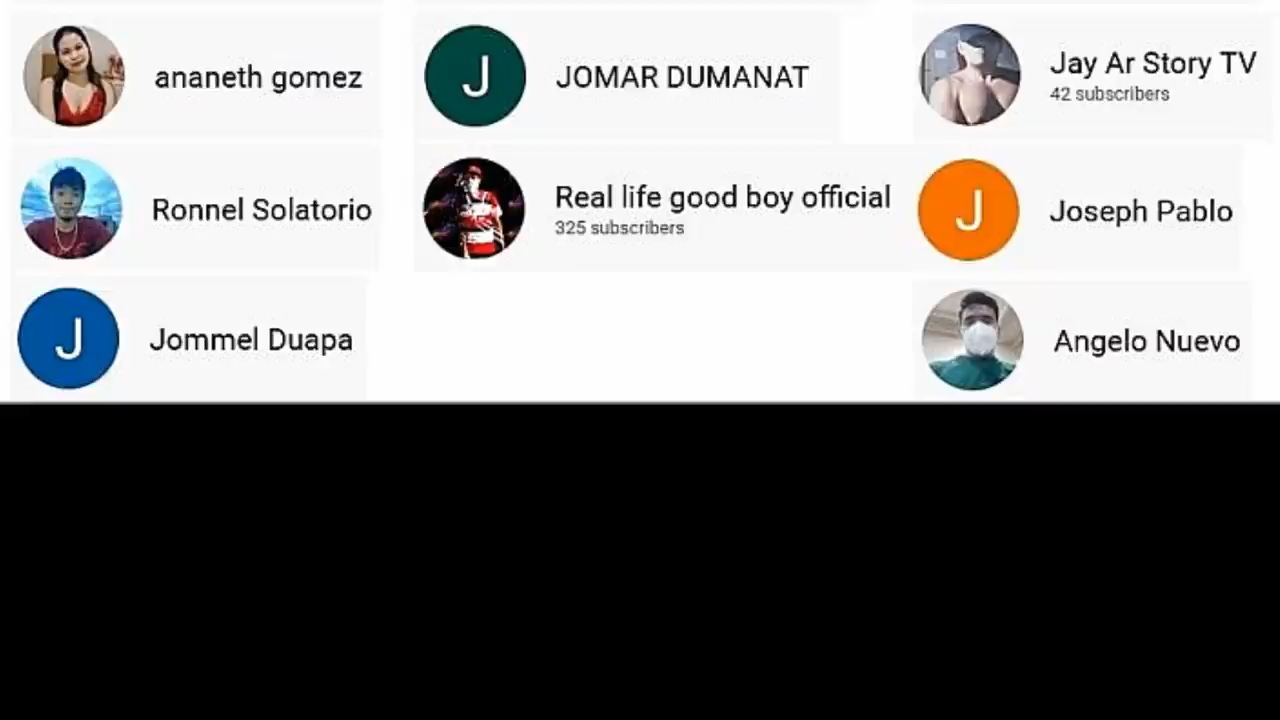 ananeth gomez
J
JOMAR DUMANAT
Jay Ar Story TV
42 subscribers
Ronnel Solatorio
Real life good boy official
325 subscribers
J
Joseph Pablo
J
Jommel Duapa
Angelo Nuevo